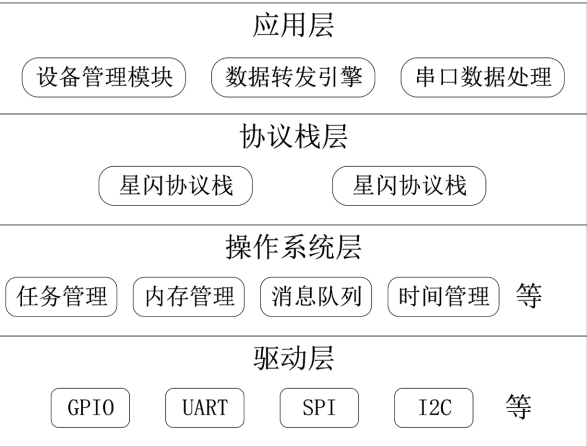 应用层
设备管理模块 数据转发引擎 串口数据处理
协议栈层
星闪协议栈 星闪协议栈
操作系统层
任务管理 内存管理 消息队列 时间管理 等
驱动层
GPIO UART SPI I2C 等